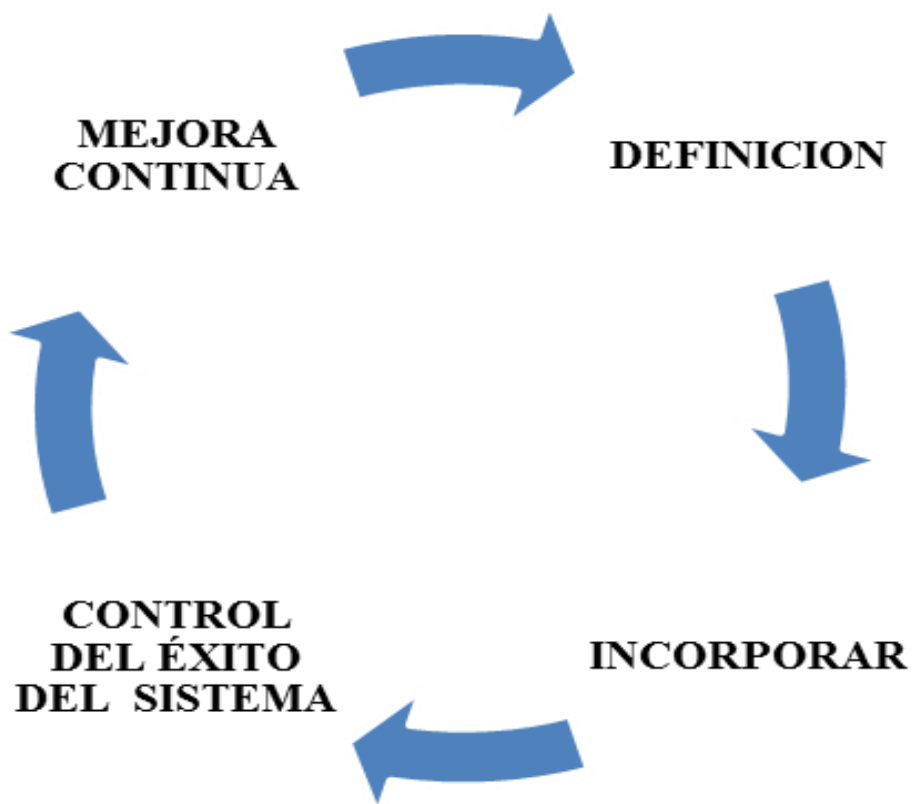 MEJORA
CONTINUA
DEFINICION
CONTROL
DEL ÉXITO
DEL SISTEMA
INCORPORAR